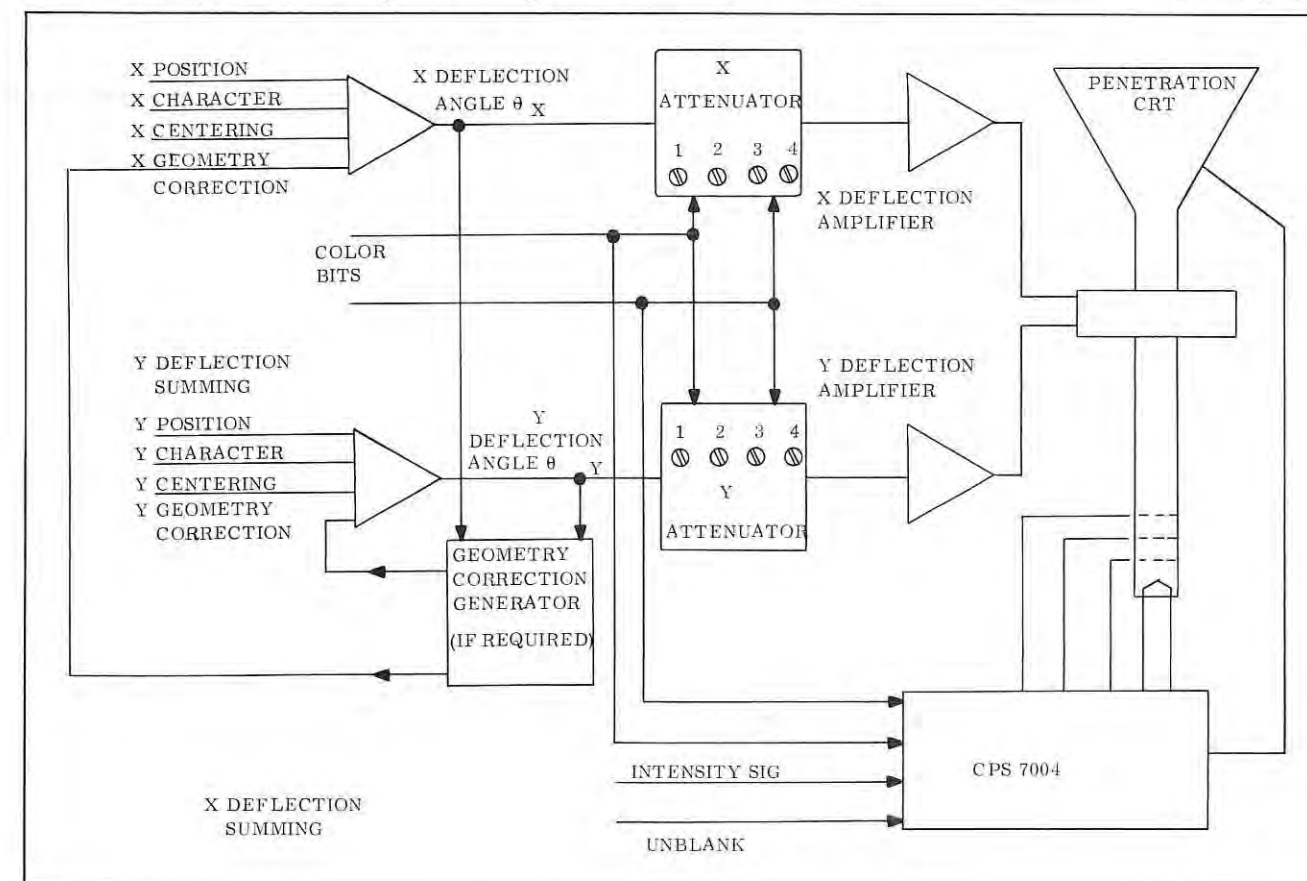 X POSITION
X CHARACTER
X CENTERING
X GEOMETRY
CORRECTION
X DEFLECTION
ANGLE θ X
X
ATTENUATOR
1 2 3 4
PENETRATION
CRT
X DEFLECTION
AMPLIFIER
COLOR
BITS
Y DEFLECTION
SUMMING
Y POSITION
Y CHARACTER
Y CENTERING
Y GEOMETRY
CORRECTION
Y
DEFLECTION
ANGLE θ Y
Y DEFLECTION
AMPLIFIER
1 2 3 4
Y
ATTENUATOR
GEOMETRY
CORRECTION
GENERATOR
(IF REQUIRED)
INTENSITY SIG
UNBLANK
CPS 7004
X DEFLECTION
SUMMING